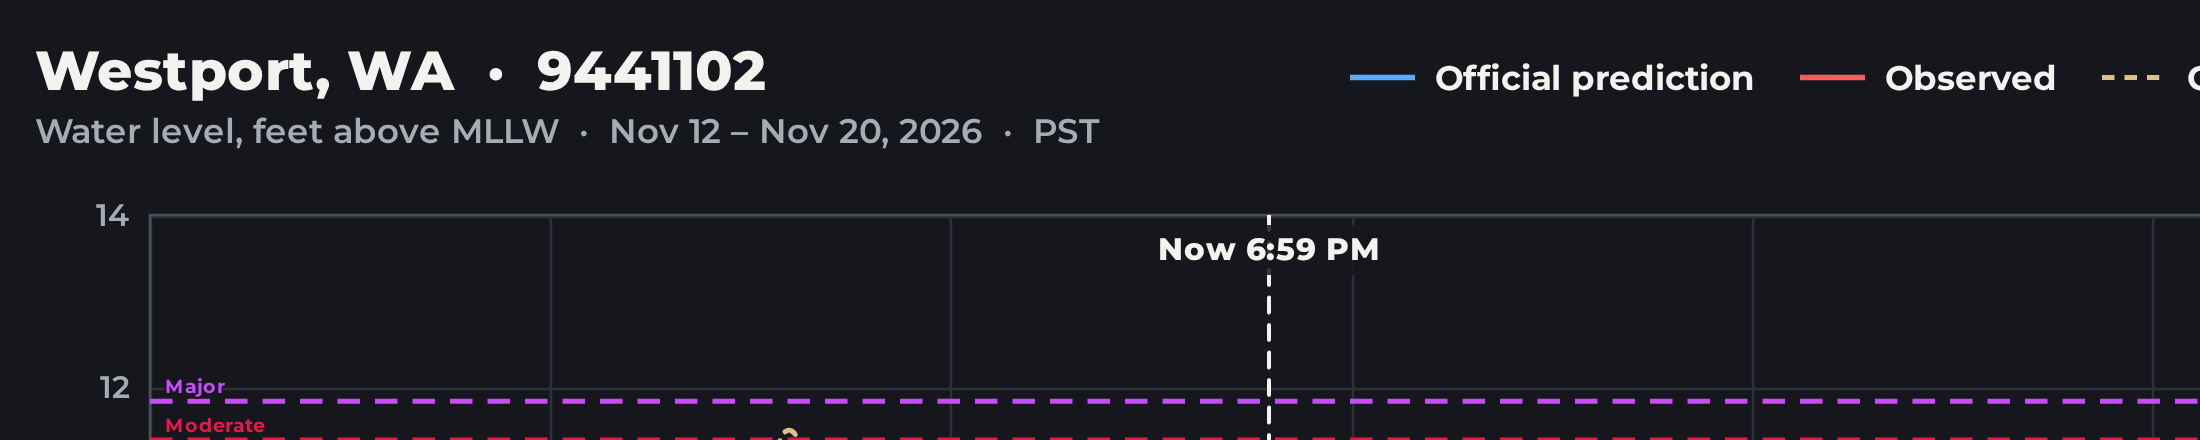 Westport, WA • 9441102
Water level, feet above MLLW • Nov 12 – Nov 20, 2026 • PST
Official prediction
Observed
14
Now 6:59 PM
12
Major
Moderate